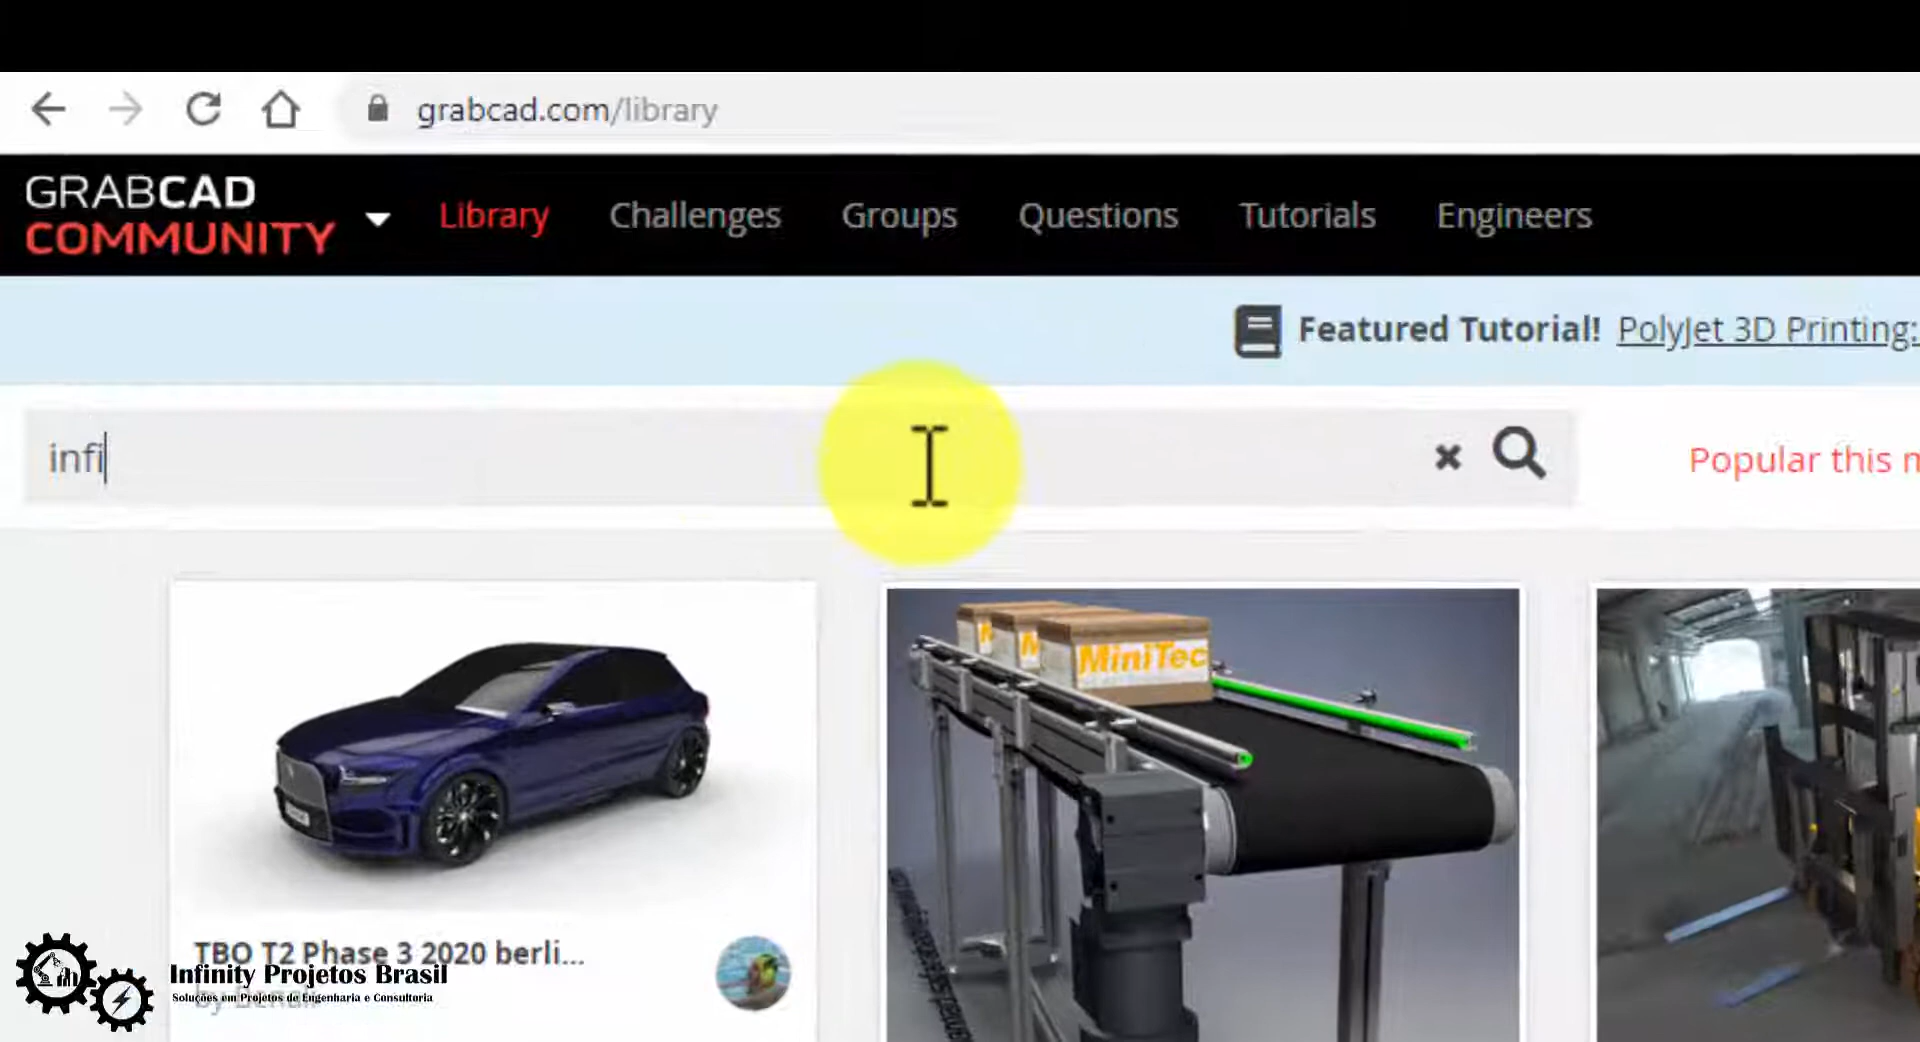 grabcad.com/library
GRABCAD
COMMUNITY
Library
Challenges
Groups
Questions
Tutorials
Engineers
Featured Tutorial! PolyJet 3D Printing:
infi
Popular this m
MiniTec
TBO T2 Phase 3 2020 berli...
Infinity Projetos Brasil
Soluções em Projetos de Engenharia e Consultoria
by